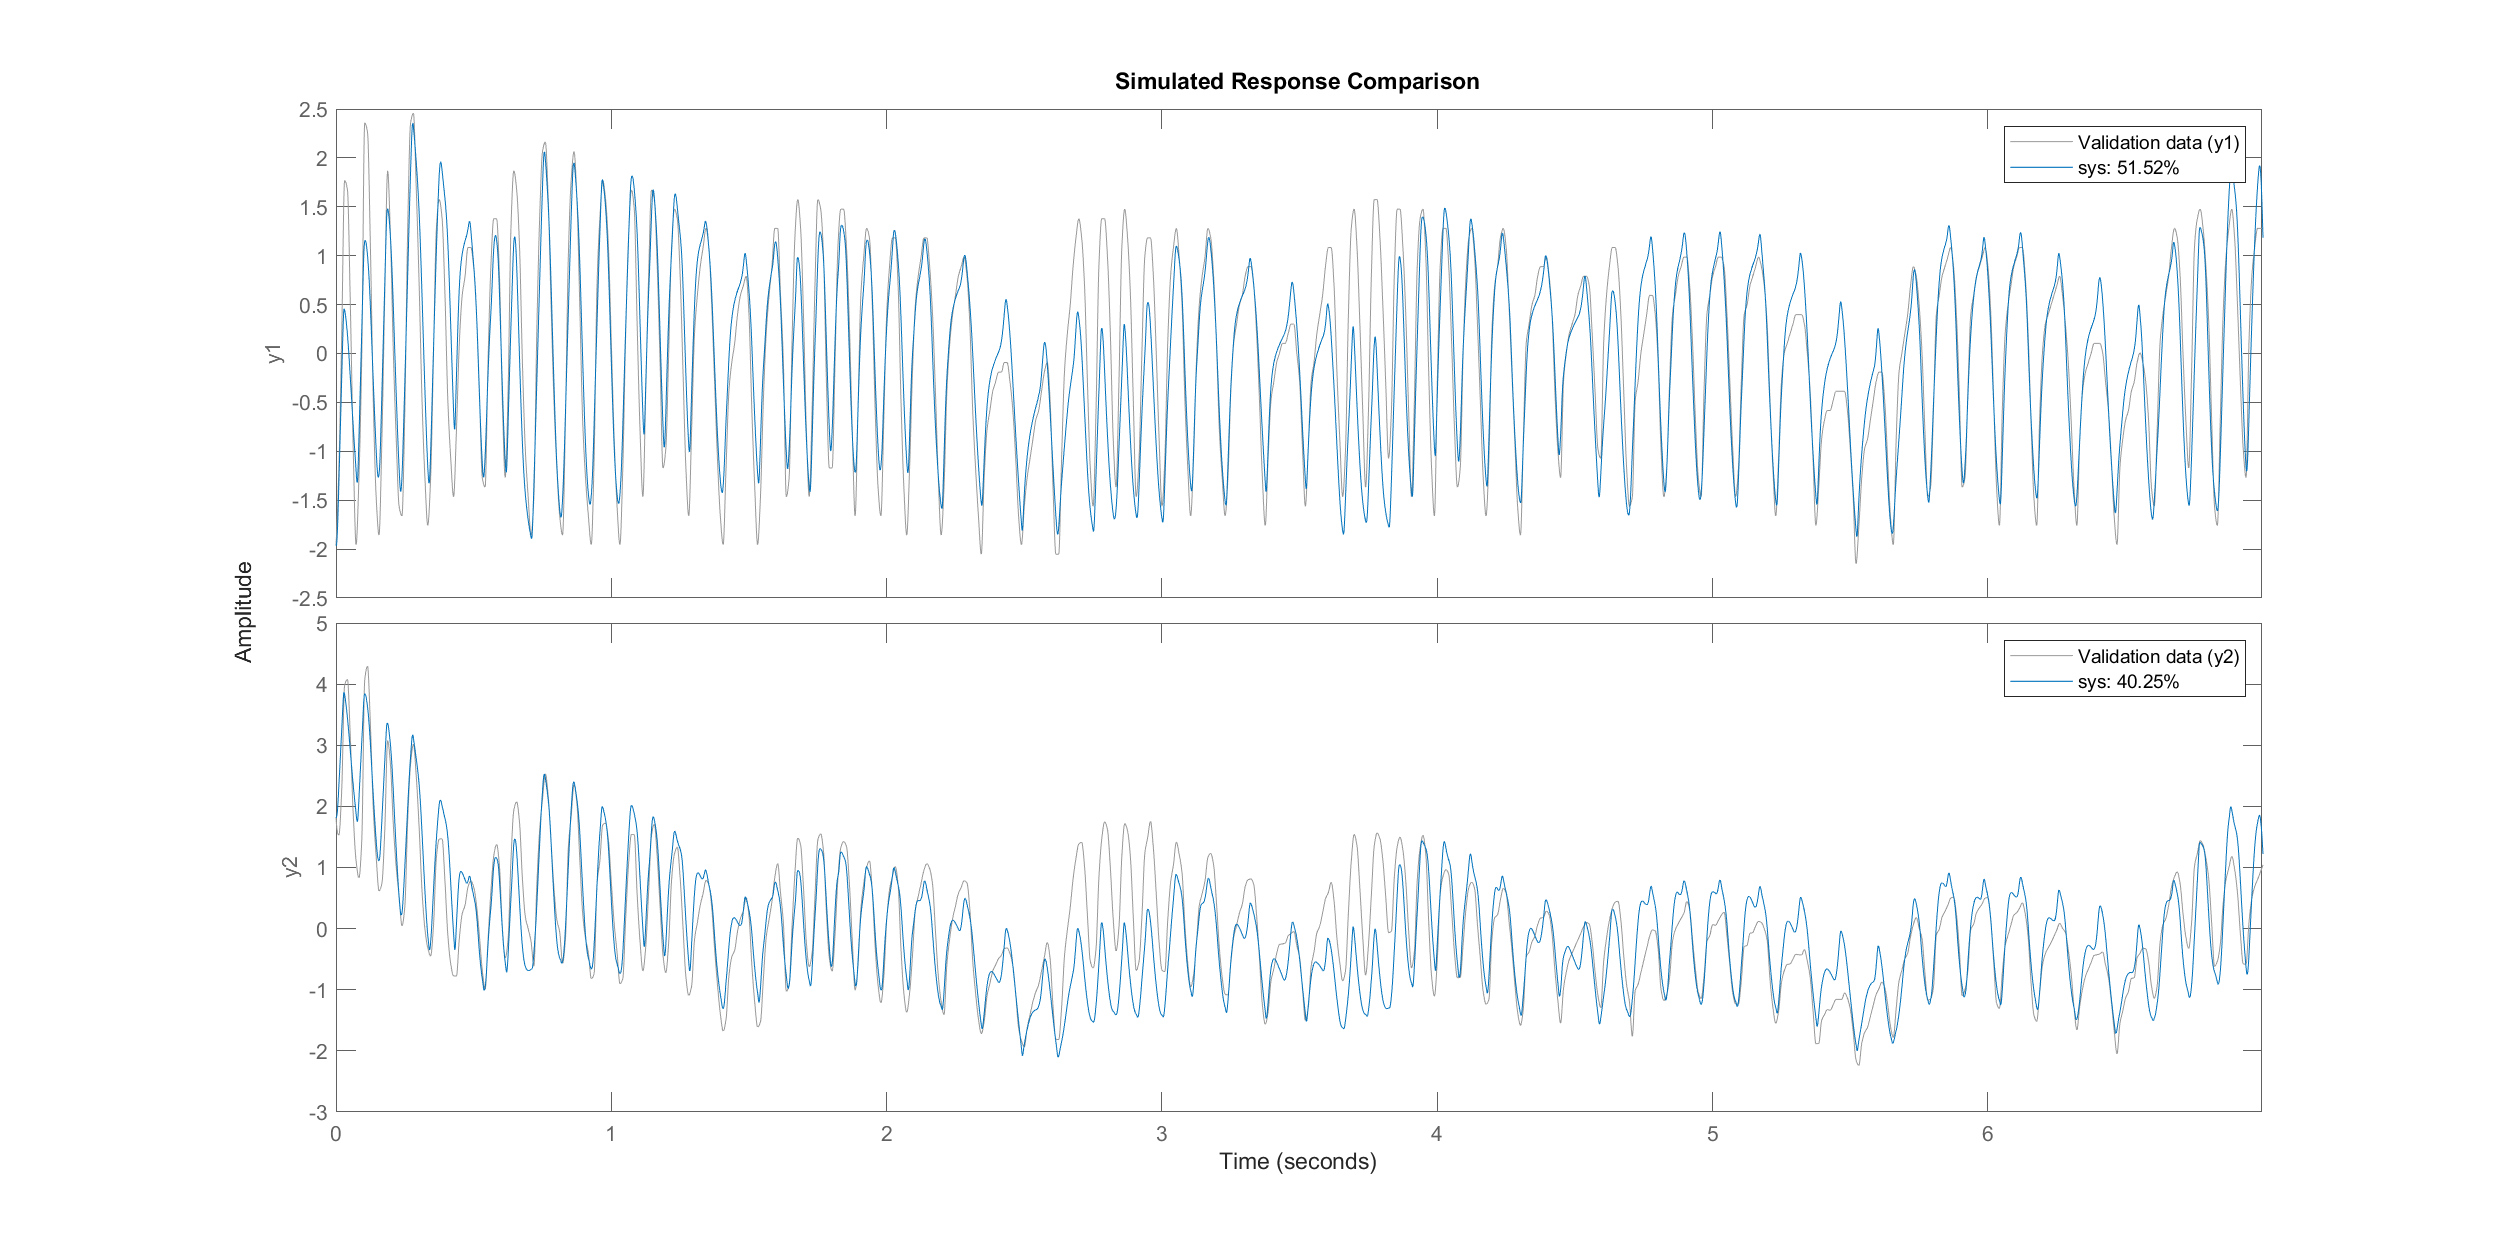 Simulated Response Comparison
2.5
2
1.5
1
0.5
0
-0.5
-1
-1.5
-2
-2.5
y1
Validation data (y1)
sys: 51.52%
Amplitude
5
4
3
2
1
0
-1
-2
-3
y2
Validation data (y2)
sys: 40.25%
0 1 2 3 4 5 6
Time (seconds)